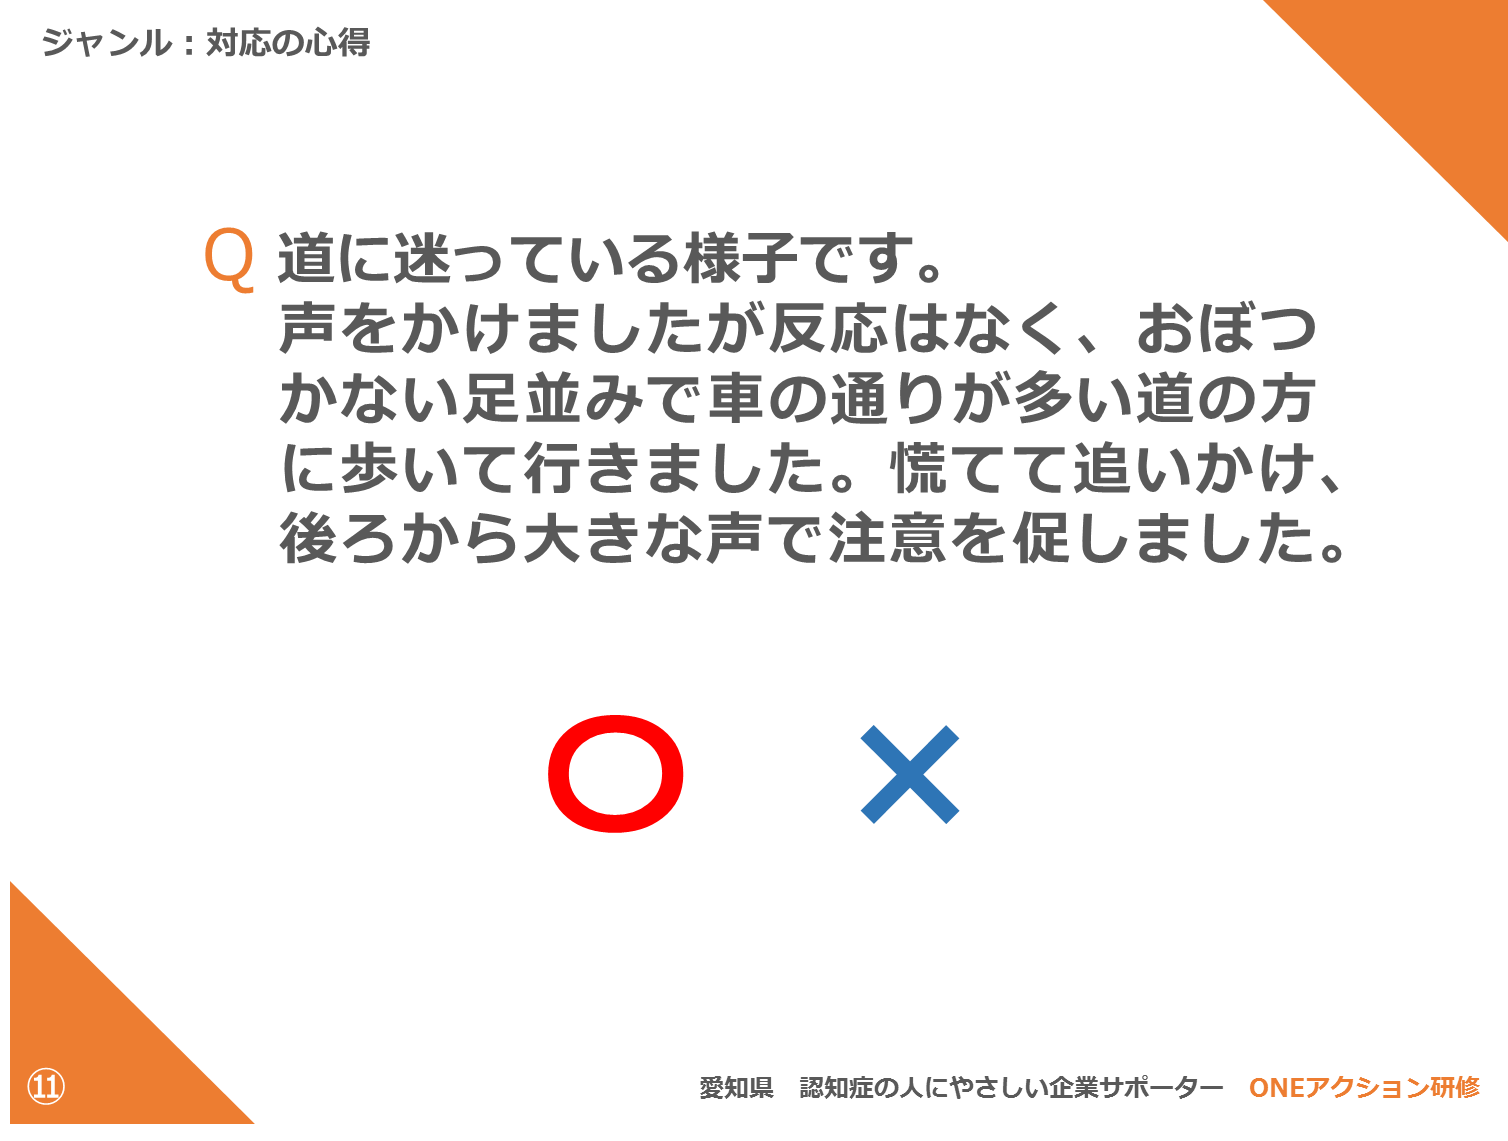 ジャンル：対応の心得
Q 道に迷っている様子です。
声をかけましたが反応はなく、おぼつ
かない足並みで車の通りが多い道の方
に歩いて行きました。慌てて追いかけ、
後ろから大きな声で注意を促しました。
〇 ×
⑪
愛知県　認知症の人にやさしい企業サポーター　ONEアクション研修